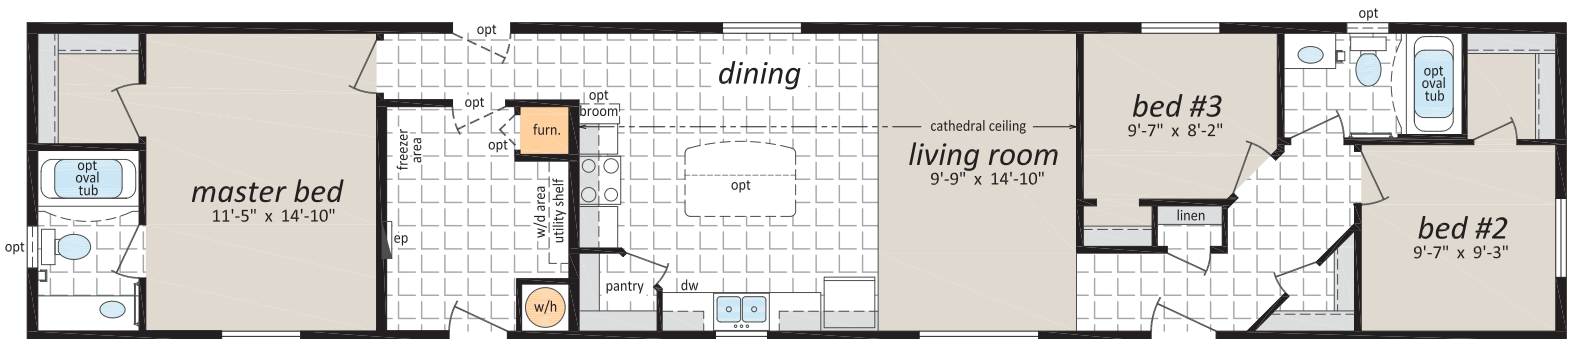 opt
oval
tub
opt
master bed
11'-5" x 14'-10"
opt
opt
freezer
area
opt
furn.
ep
w/d area
utility shelf
w/h
opt
broom
dining
opt
pantry
dw
cathedral ceiling
living room
9'-9" x 14'-10"
bed #3
9'-7" x 8'-2"
linen
opt
opt
oval
tub
bed #2
9'-7" x 9'-3"